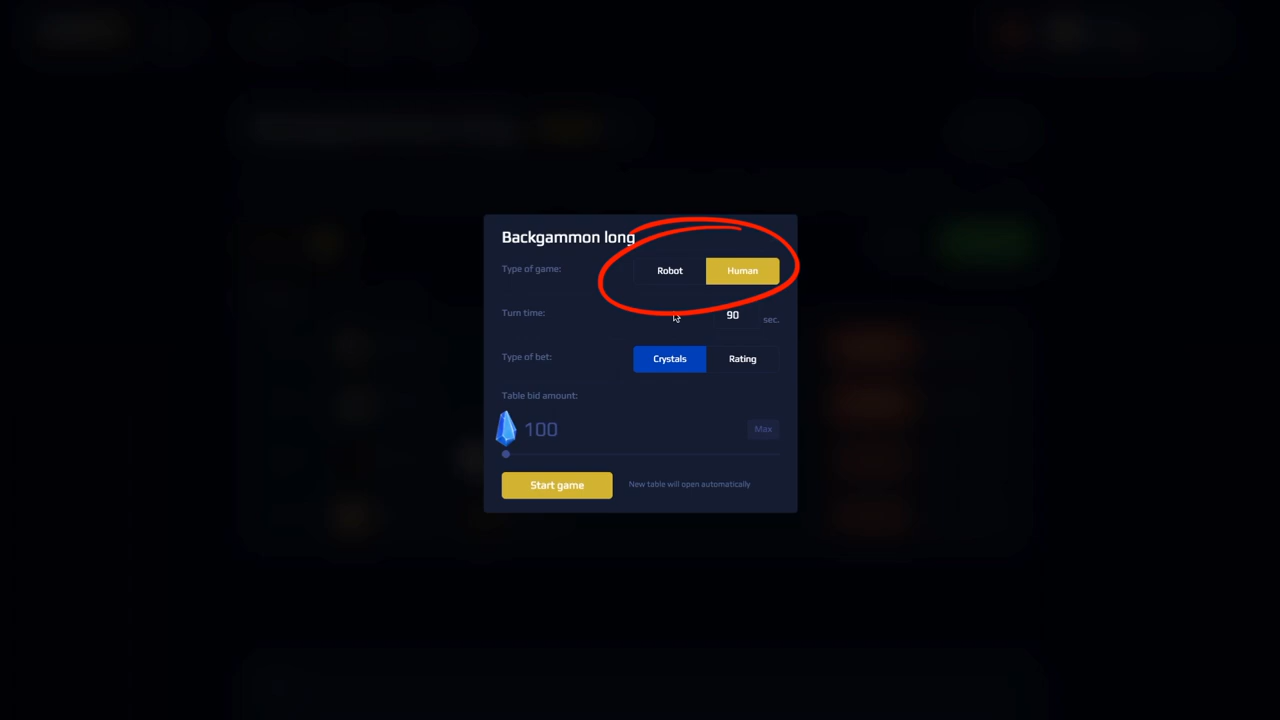 Backgammon long
Type of game:
Robot
Human
Turn time:
90
sec.
Type of bet:
Crystals
Rating
Table bid amount:
100
Max
Start game
New table will open automatically